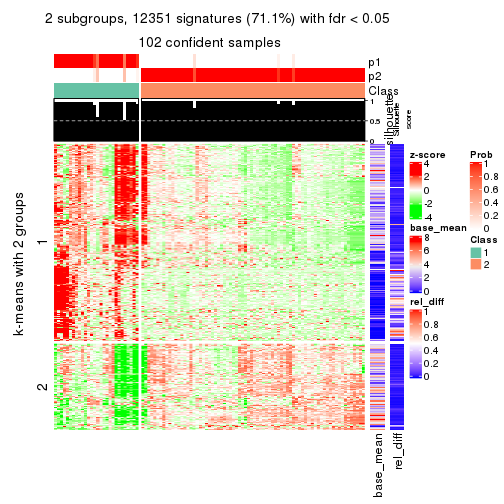 2 subgroups, 12351 signatures (71.1%) with fdr < 0.05
102 confident samples
p1
p2
Class
1
0.5
0
silhouette
Silhouette
score
k-means with 2 groups
1
2
base_mean
rel_diff
z-score
4
2
0
-2
-4
base_mean
8
6
4
2
0
rel_diff
1
0.8
0.6
0.4
0.2
0
Prob
1
0.8
0.6
0.4
0.2
0
Class
1
2